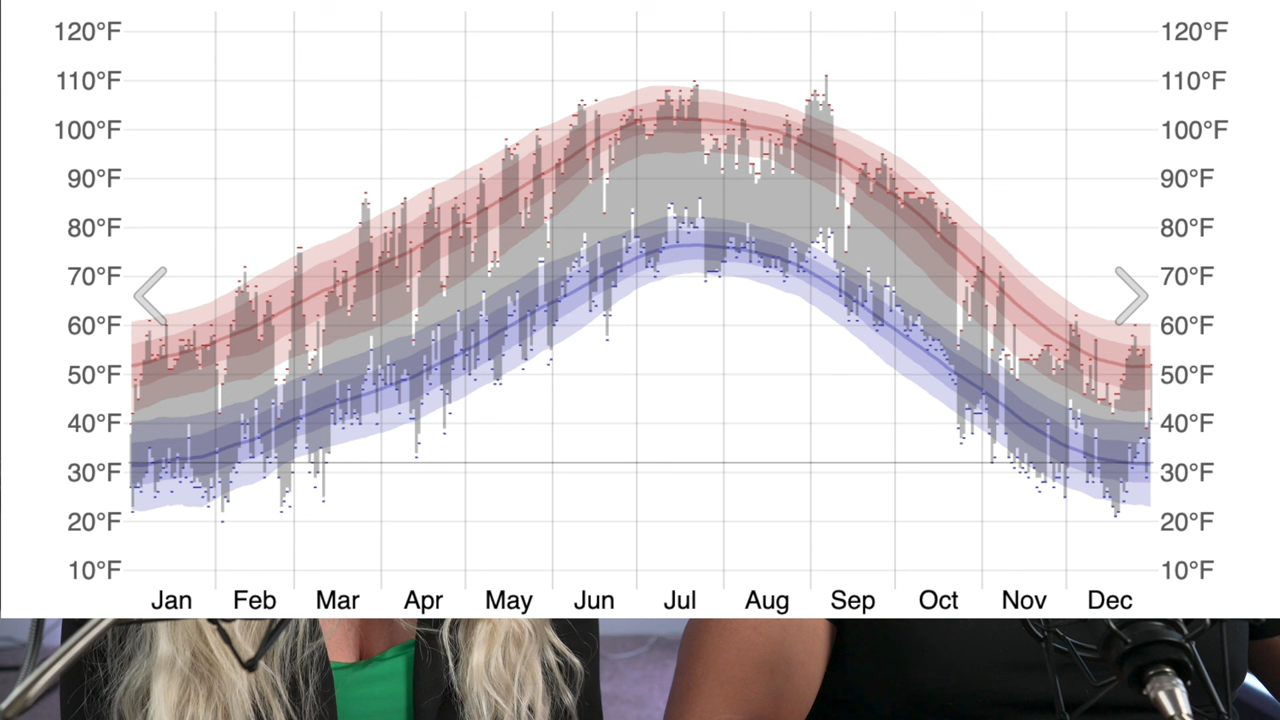 120°F 120°F
110°F 110°F
100°F 100°F
90°F 90°F
80°F 80°F
70°F 70°F
60°F 60°F
50°F 50°F
40°F 40°F
30°F 30°F
20°F 20°F
10°F 10°F
Jan Feb Mar Apr May Jun Jul Aug Sep Oct Nov Dec